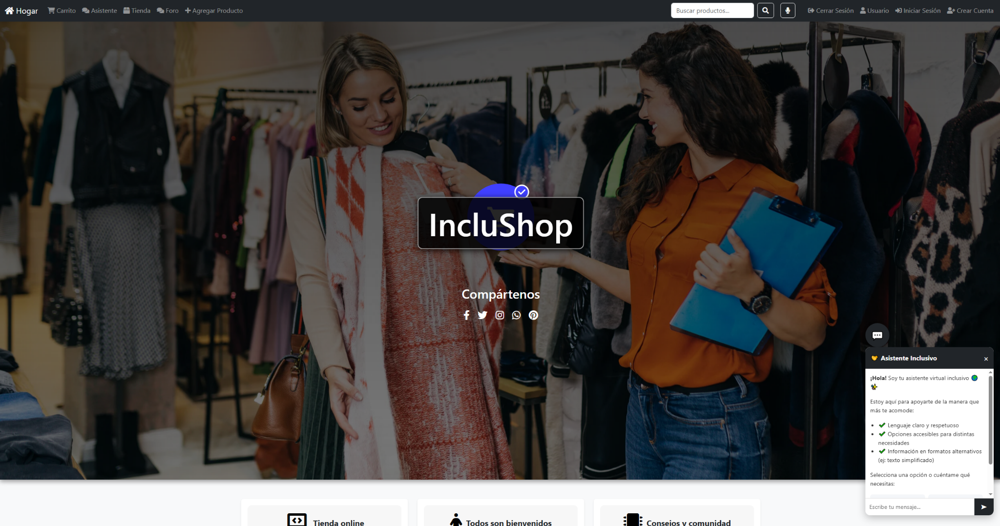 Hogar Carrito Asistente Tienda Foro Agregar Producto Buscar productos... Cerrar Sesión Usuario Iniciar Sesión Crear Cuenta
IncluShop
Compártenos
Asistente Inclusivo ×
¡Hola! Soy tu asistente virtual inclusivo
Estoy aquí para apoyarte de la manera que
más te acomode:
Lenguaje claro y respetuoso
Opciones accesibles para distintas
necesidades
Información en formatos alternativos
(ej: texto simplificado)
Selecciona una opción o cuéntame qué
necesitas:
Escribe tu mensaje...
Tienda online
Todos son bienvenidos
Consejos y comunidad